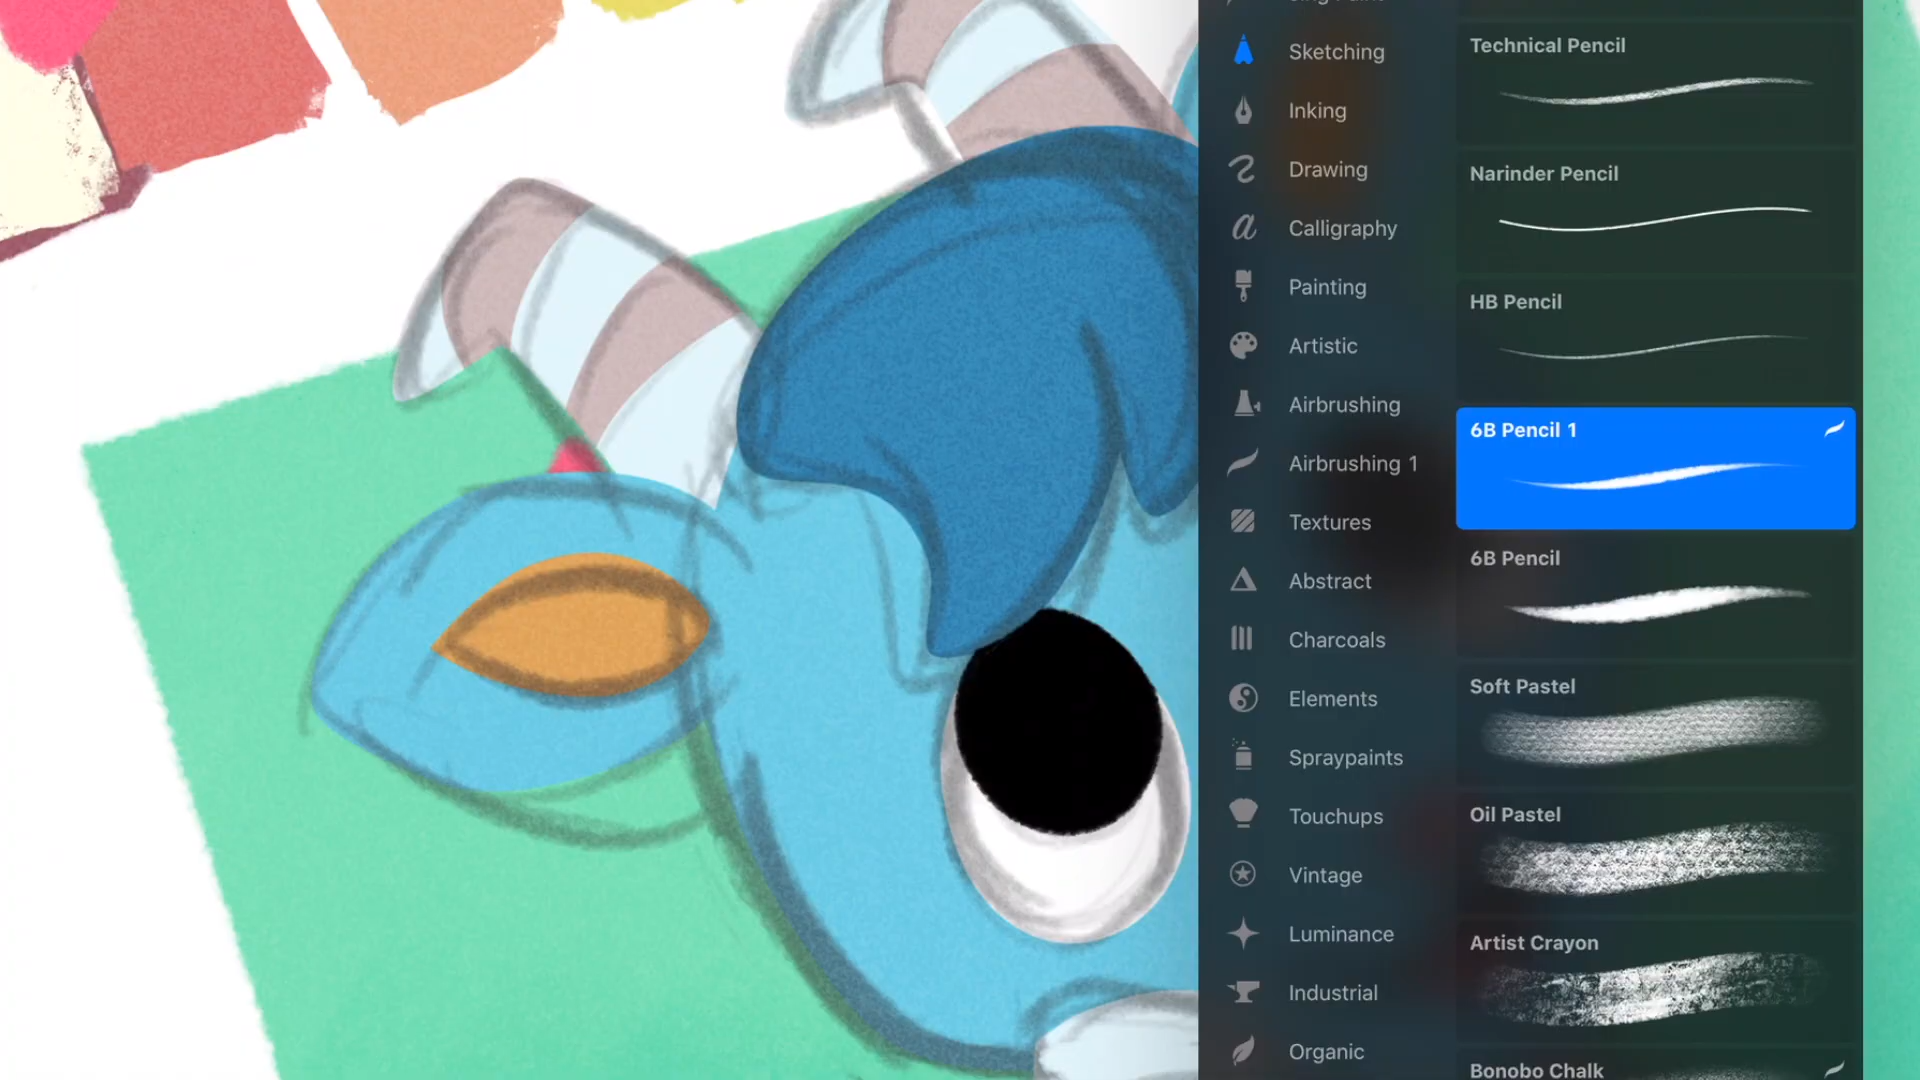 Sketching
Inking
Drawing
Calligraphy
Painting
Artistic
Airbrushing
Airbrushing 1
Textures
Abstract
Charcoals
Elements
Spraypaints
Touchups
Vintage
Luminance
Industrial
Organic
Technical Pencil
Narinder Pencil
HB Pencil
6B Pencil 1
6B Pencil
Soft Pastel
Oil Pastel
Artist Crayon
Bonobo Chalk